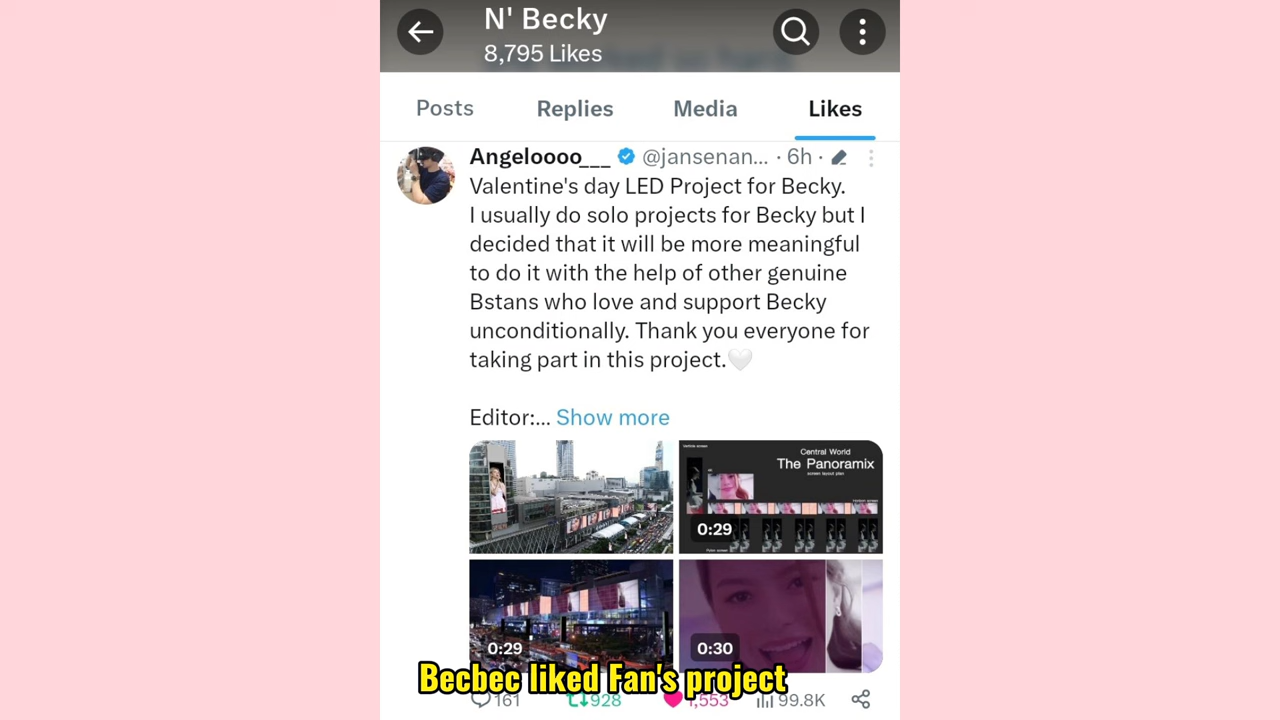 N' Becky
8,795 Likes
Posts Replies Media Likes
Angeloooo___ @jansenan... · 6h ·
Valentine's day LED Project for Becky.
I usually do solo projects for Becky but I
decided that it will be more meaningful
to do it with the help of other genuine
Bstans who love and support Becky
unconditionally. Thank you everyone for
taking part in this project.🤍
Editor:... Show more
Central World
The Panoramix
screen layout plan
0:29
0:29
0:30
Becbec liked Fan's project
161 928 1,553 99.8K